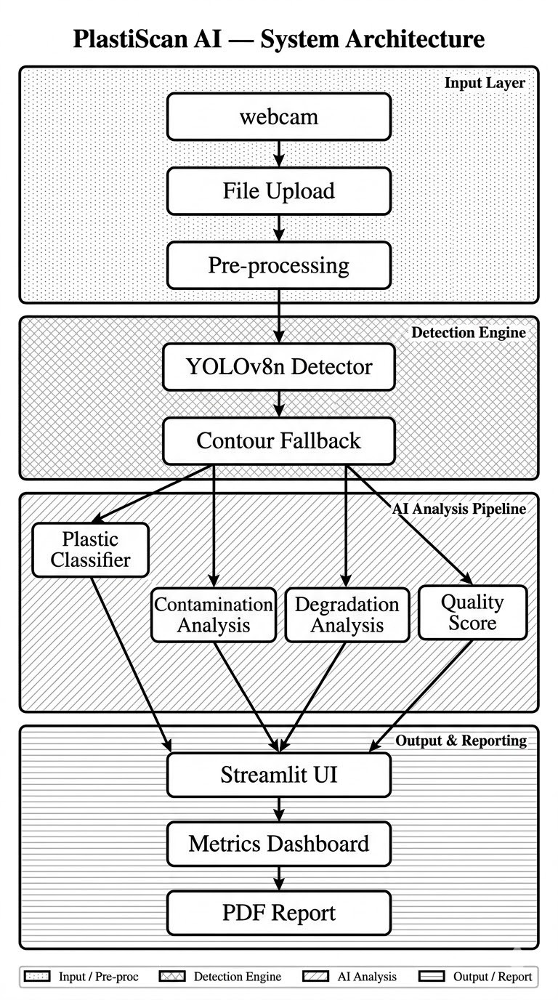 PlastiScan AI — System Architecture
Input Layer
webcam
File Upload
Pre-processing
Detection Engine
YOLOv8n Detector
Contour Fallback
AI Analysis Pipeline
Plastic
Classifier
Contamination
Analysis
Degradation
Analysis
Quality
Score
Output & Reporting
Streamlit UI
Metrics Dashboard
PDF Report
Input / Pre-proc
Detection Engine
AI Analysis
Output / Report